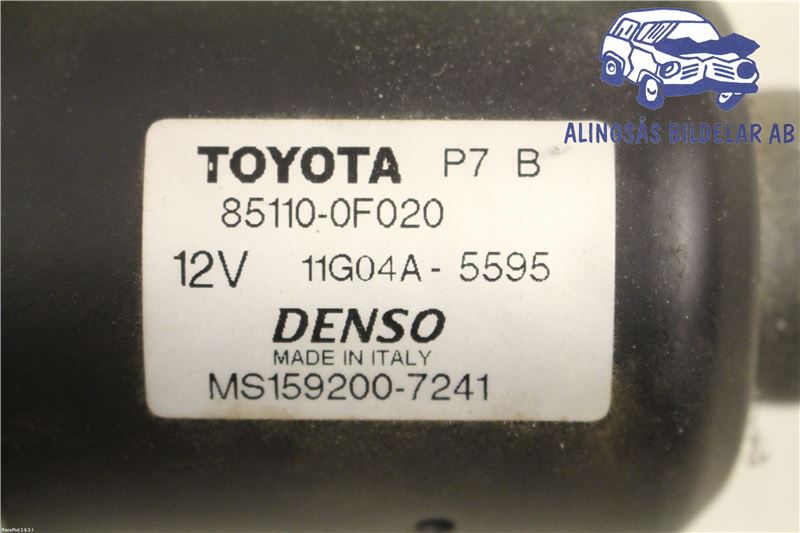 ALINGSÅS BILDELAR AB
TOYOTA P7 B
85110-0F020
12V 11G04A - 5595
DENSO
MADE IN ITALY
MS159200-7241